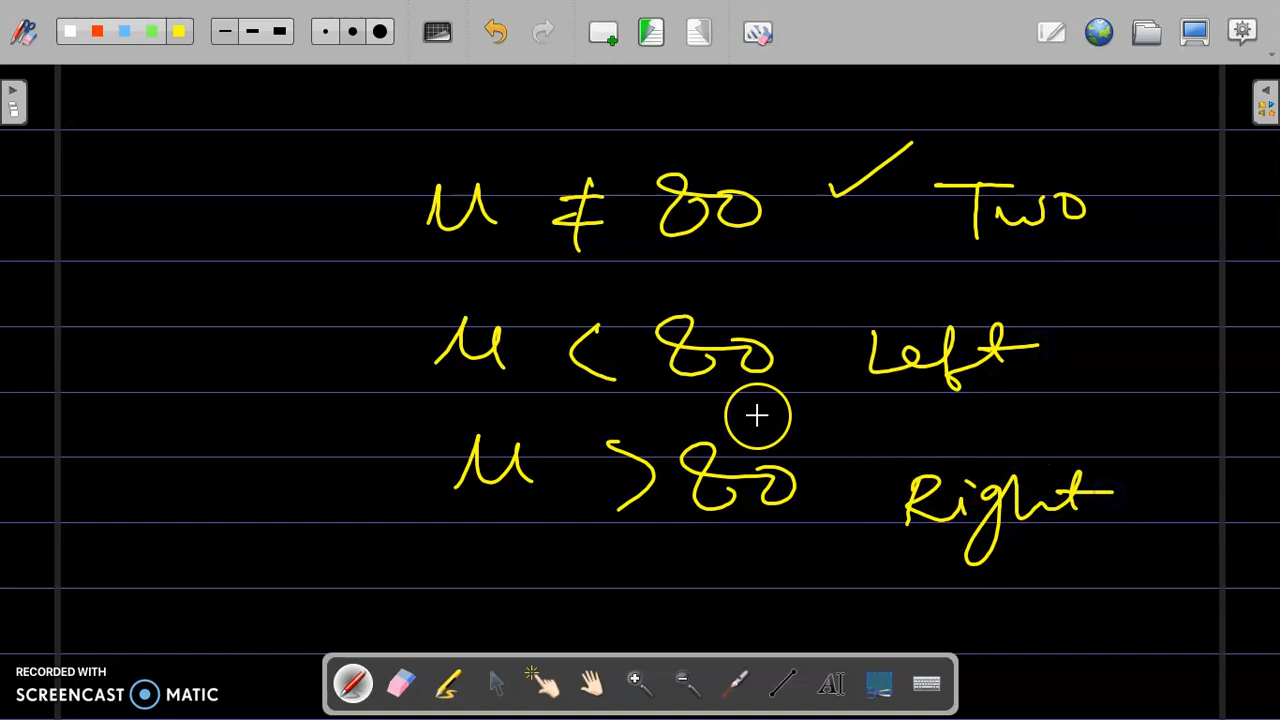 μ ≠ 80 ✓ Two
μ < 80 Left
μ > 80 Right
RECORDED WITH
SCREENCAST MATIC